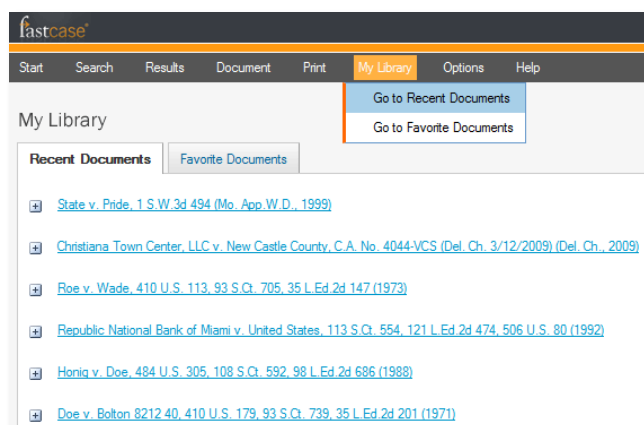 fastcase
Start Search Results Document Print My Library Options Help
Go to Recent Documents
My Library
Go to Favorite Documents
Recent Documents Favorite Documents
State v. Pride, 1 S.W.3d 494 (Mo. App.W.D., 1999)
Christiana Town Center, LLC v. New Castle County, C.A. No. 4044-VCS (Del. Ch. 3/12/2009) (Del. Ch., 2009)
Roe v. Wade, 410 U.S. 113, 93 S.Ct. 705, 35 L.Ed.2d 147 (1973)
Republic National Bank of Miami v. United States, 113 S.Ct. 554, 121 L.Ed.2d 474, 506 U.S. 80 (1992)
Honig v. Doe, 484 U.S. 305, 108 S.Ct. 592, 98 L.Ed.2d 686 (1988)
Doe v. Bolton 8212 40, 410 U.S. 179, 93 S.Ct. 739, 35 L.Ed.2d 201 (1971)